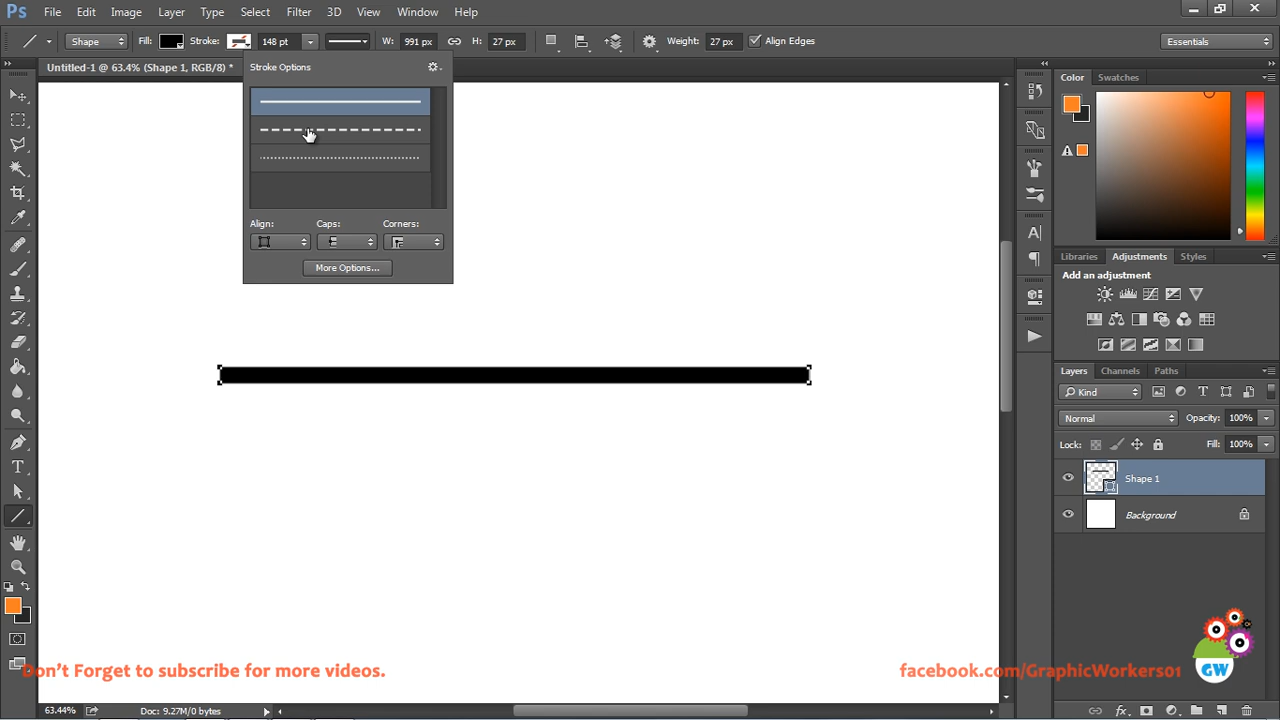 Ps File Edit Image Layer Type Select Filter 3D View Window Help
Shape Fill: Stroke: 148 pt W: 991 px H: 27 px Weight: 27 px Align Edges Essentials
Untitled-1 @ 63.4% (Shape 1, RGB/8) *
Stroke Options
Align: Caps: Corners:
More Options...
Color Swatches
Libraries Adjustments Styles
Add an adjustment
Layers Channels Paths
Kind
Normal Opacity: 100%
Lock: Fill: 100%
Shape 1
Background
GW
Don't Forget to subscribe for more videos.
facebook.com/GraphicWorkers01
63.44% Doc: 9.27M/0 bytes